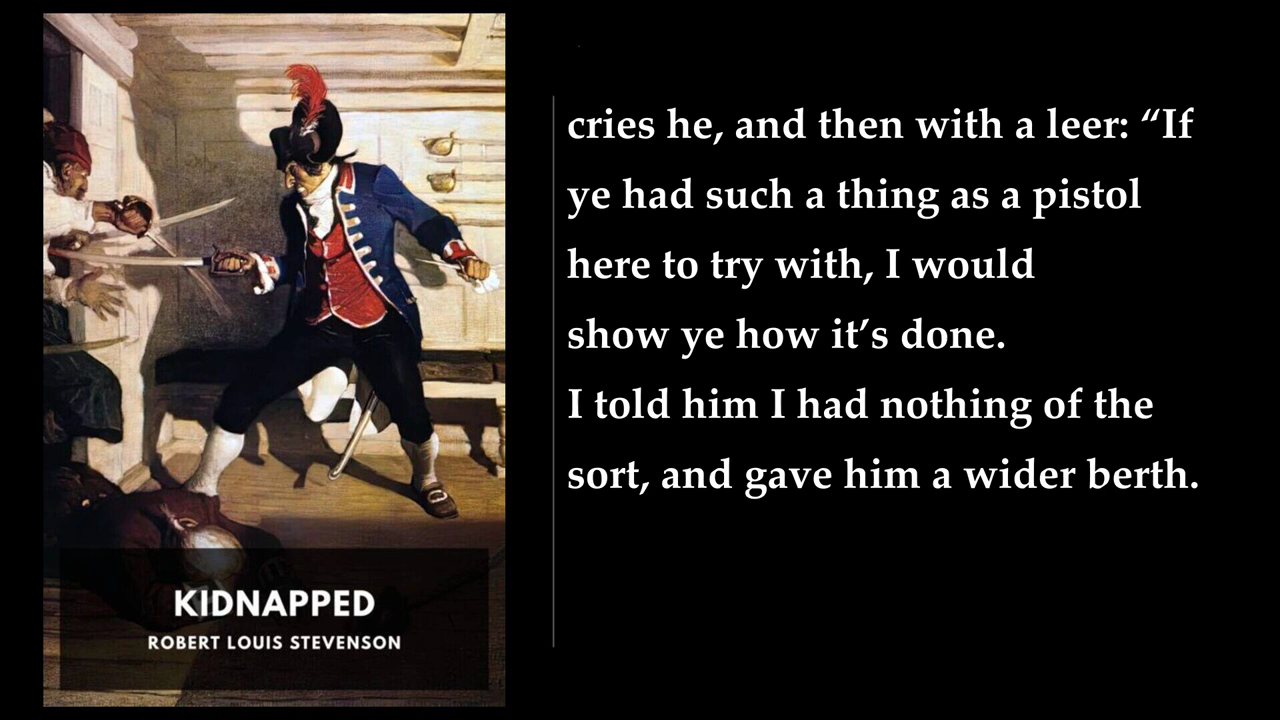 KIDNAPPED
ROBERT LOUIS STEVENSON
cries he, and then with a leer: “If
ye had such a thing as a pistol
here to try with, I would
show ye how it’s done.
I told him I had nothing of the
sort, and gave him a wider berth.